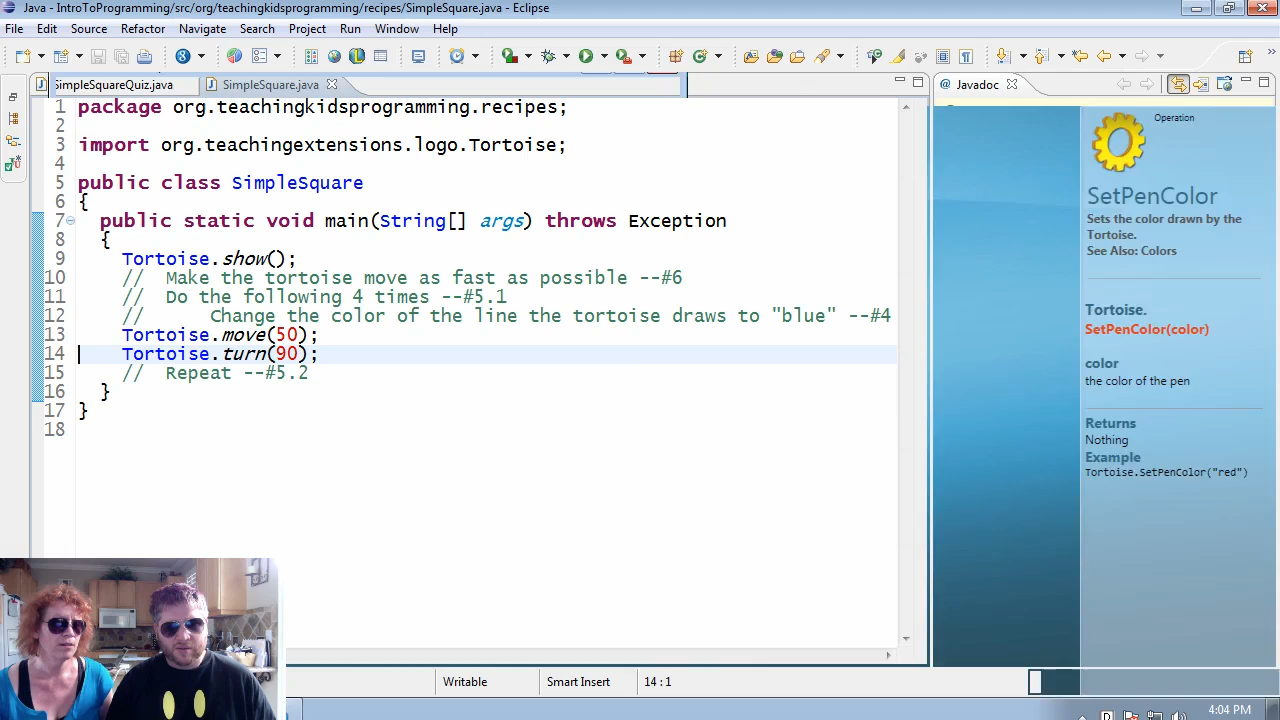 Java - IntroToProgramming/src/org/teachingkidsprogramming/recipes/SimpleSquare.java - Eclipse
File Edit Source Refactor Navigate Search Project Run Window Help
SimpleSquareQuiz.java SimpleSquare.java
1 package org.teachingkidsprogramming.recipes;
2
3 import org.teachingextensions.logo.Tortoise;
4
5 public class SimpleSquare
6 {
7 public static void main(String[] args) throws Exception
8 {
9 Tortoise.show();
10 // Make the tortoise move as fast as possible --#6
11 // Do the following 4 times --#5.1
12 // Change the color of the line the tortoise draws to "blue" --#4
13 Tortoise.move(50);
14 Tortoise.turn(90);
15 // Repeat --#5.2
16 }
17 }
18
@ Javadoc
Operation
SetPenColor
Sets the color drawn by the
Tortoise.
See Also: Colors
Tortoise.
SetPenColor(color)
color
the color of the pen
Returns
Nothing
Example
Tortoise.SetPenColor("red")
Writable Smart Insert 14 : 1
4:04 PM